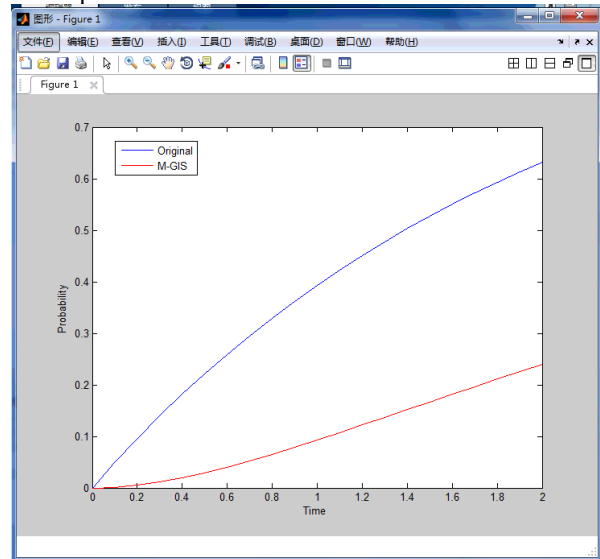 图形 - Figure 1
文件(F) 编辑(E) 查看(V) 插入(I) 工具(T) 调试(B) 桌面(D) 窗口(W) 帮助(H)
Figure 1
0.7
0.6
0.5
0.4
0.3
0.2
0.1
0
Probability
Original
M-GIS
0 0.2 0.4 0.6 0.8 1 1.2 1.4 1.6 1.8 2
Time